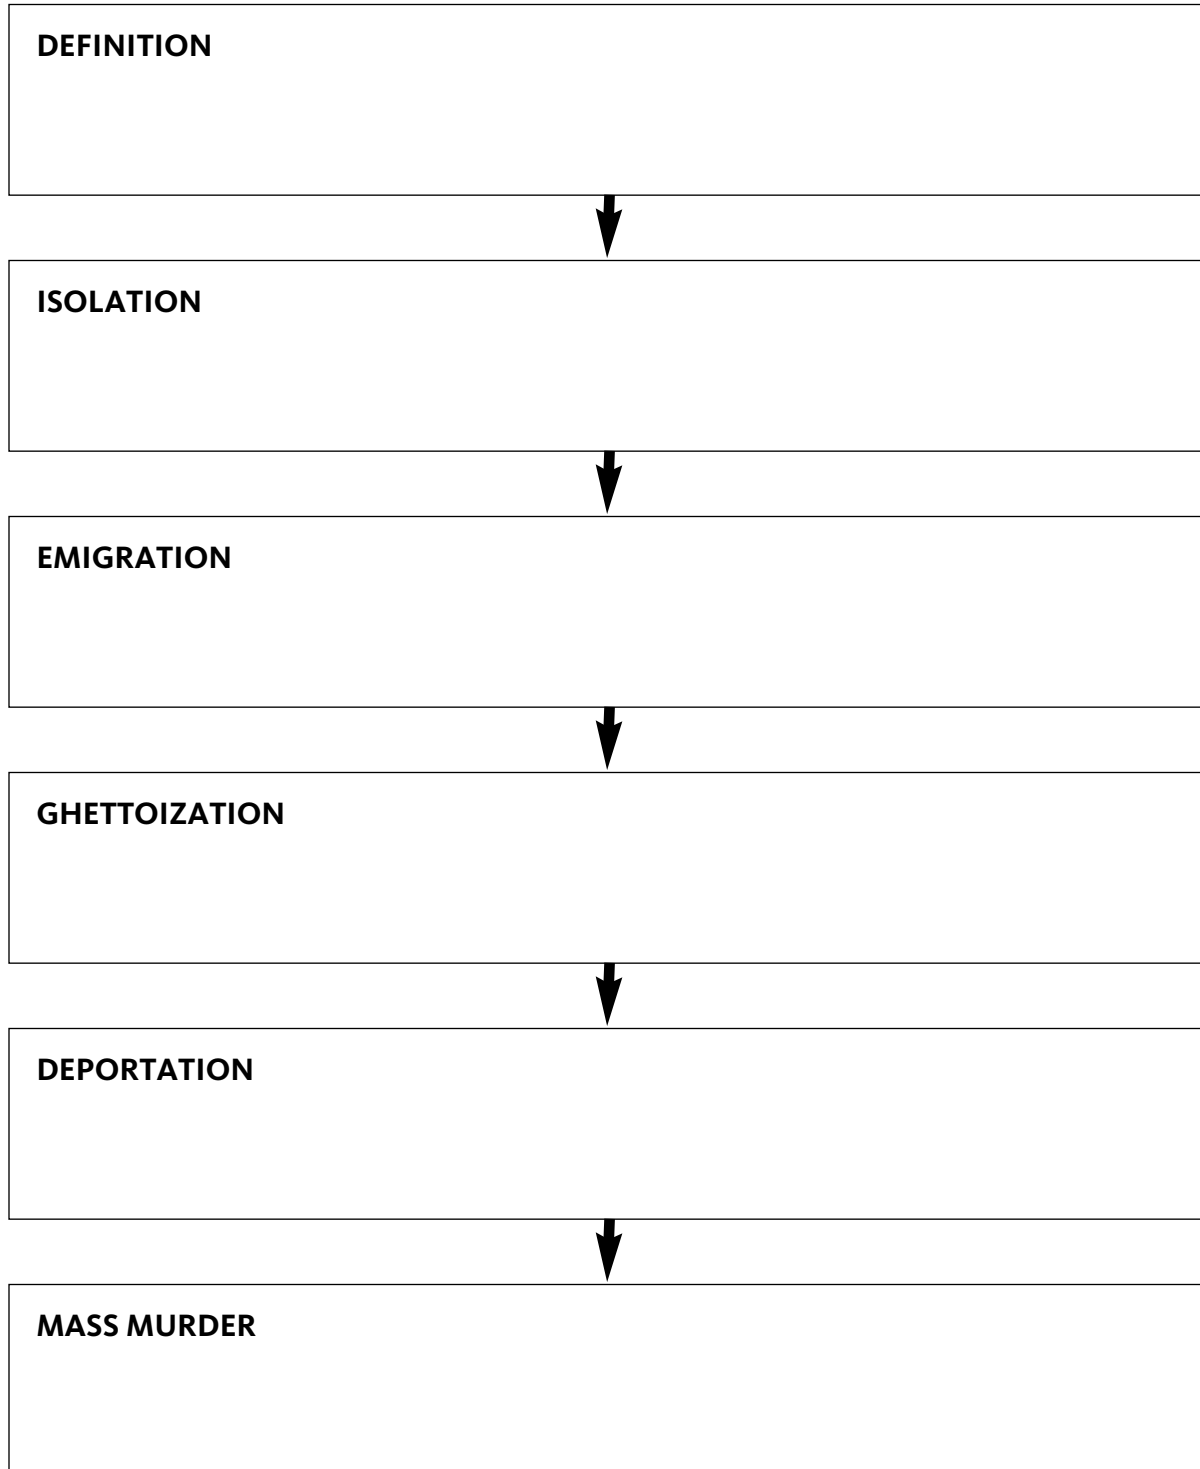 DEFINITION
ISOLATION
EMIGRATION
GHETTOIZATION
DEPORTATION
MASS MURDER